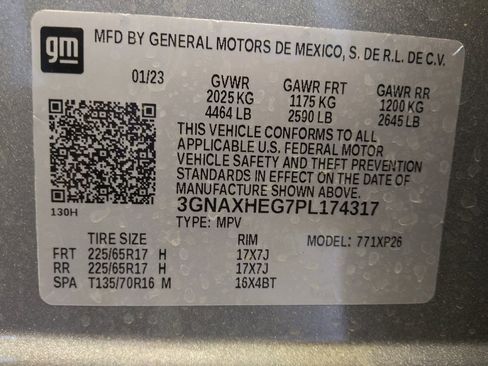 gm
MFD BY GENERAL MOTORS DE MEXICO, S. DE R.L. DE C.V.
01/23 GVWR GAWR FRT GAWR RR
2025 KG 1175 KG 1200 KG
4464 LB 2590 LB 2645 LB
THIS VEHICLE CONFORMS TO ALL
APPLICABLE U.S. FEDERAL MOTOR
VEHICLE SAFETY AND THEFT PREVENTION
STANDARDS IN EFFECT ON THE DATE OF
MANUFACTURE SHOWN ABOVE.
130H
3GNAXHEG7PL174317
TYPE: MPV
TIRE SIZE RIM MODEL: 771XP26
FRT 225/65R17 H 17X7J
RR 225/65R17 H 17X7J
SPA T135/70R16 M 16X4BT